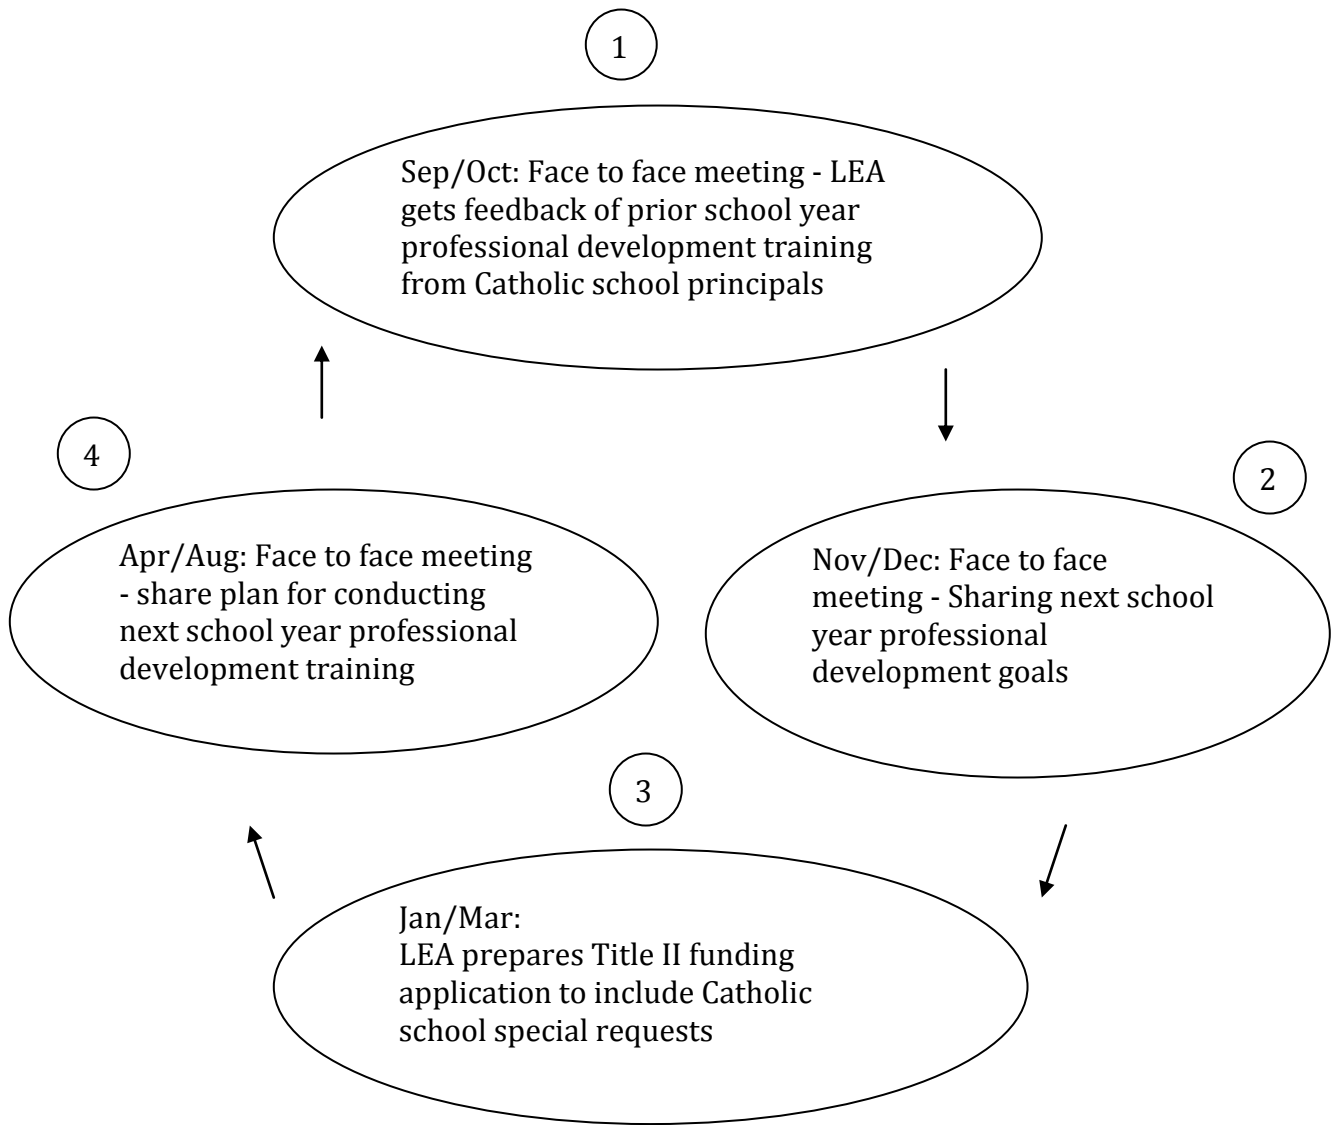 1
Sep/Oct: Face to face meeting - LEA
gets feedback of prior school year
professional development training
from Catholic school principals
2
Nov/Dec: Face to face
meeting - Sharing next school
year professional
development goals
3
Jan/Mar:
LEA prepares Title II funding
application to include Catholic
school special requests
4
Apr/Aug: Face to face meeting
- share plan for conducting
next school year professional
development training